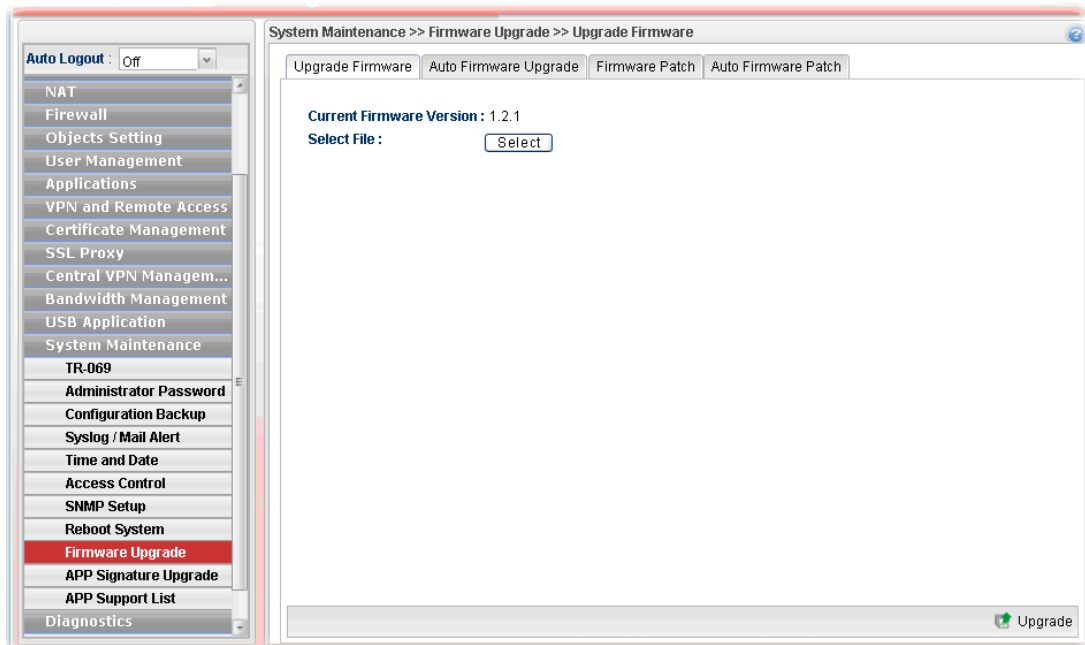 System Maintenance >> Firmware Upgrade >> Upgrade Firmware
Auto Logout : Off
NAT
Firewall
Objects Setting
User Management
Applications
VPN and Remote Access
Certificate Management
SSL Proxy
Central VPN Managem...
Bandwidth Management
USB Application
System Maintenance
TR-069
Administrator Password
Configuration Backup
Syslog / Mail Alert
Time and Date
Access Control
SNMP Setup
Reboot System
Firmware Upgrade
APP Signature Upgrade
APP Support List
Diagnostics
Upgrade Firmware Auto Firmware Upgrade Firmware Patch Auto Firmware Patch
Current Firmware Version : 1.2.1
Select File : Select
Upgrade